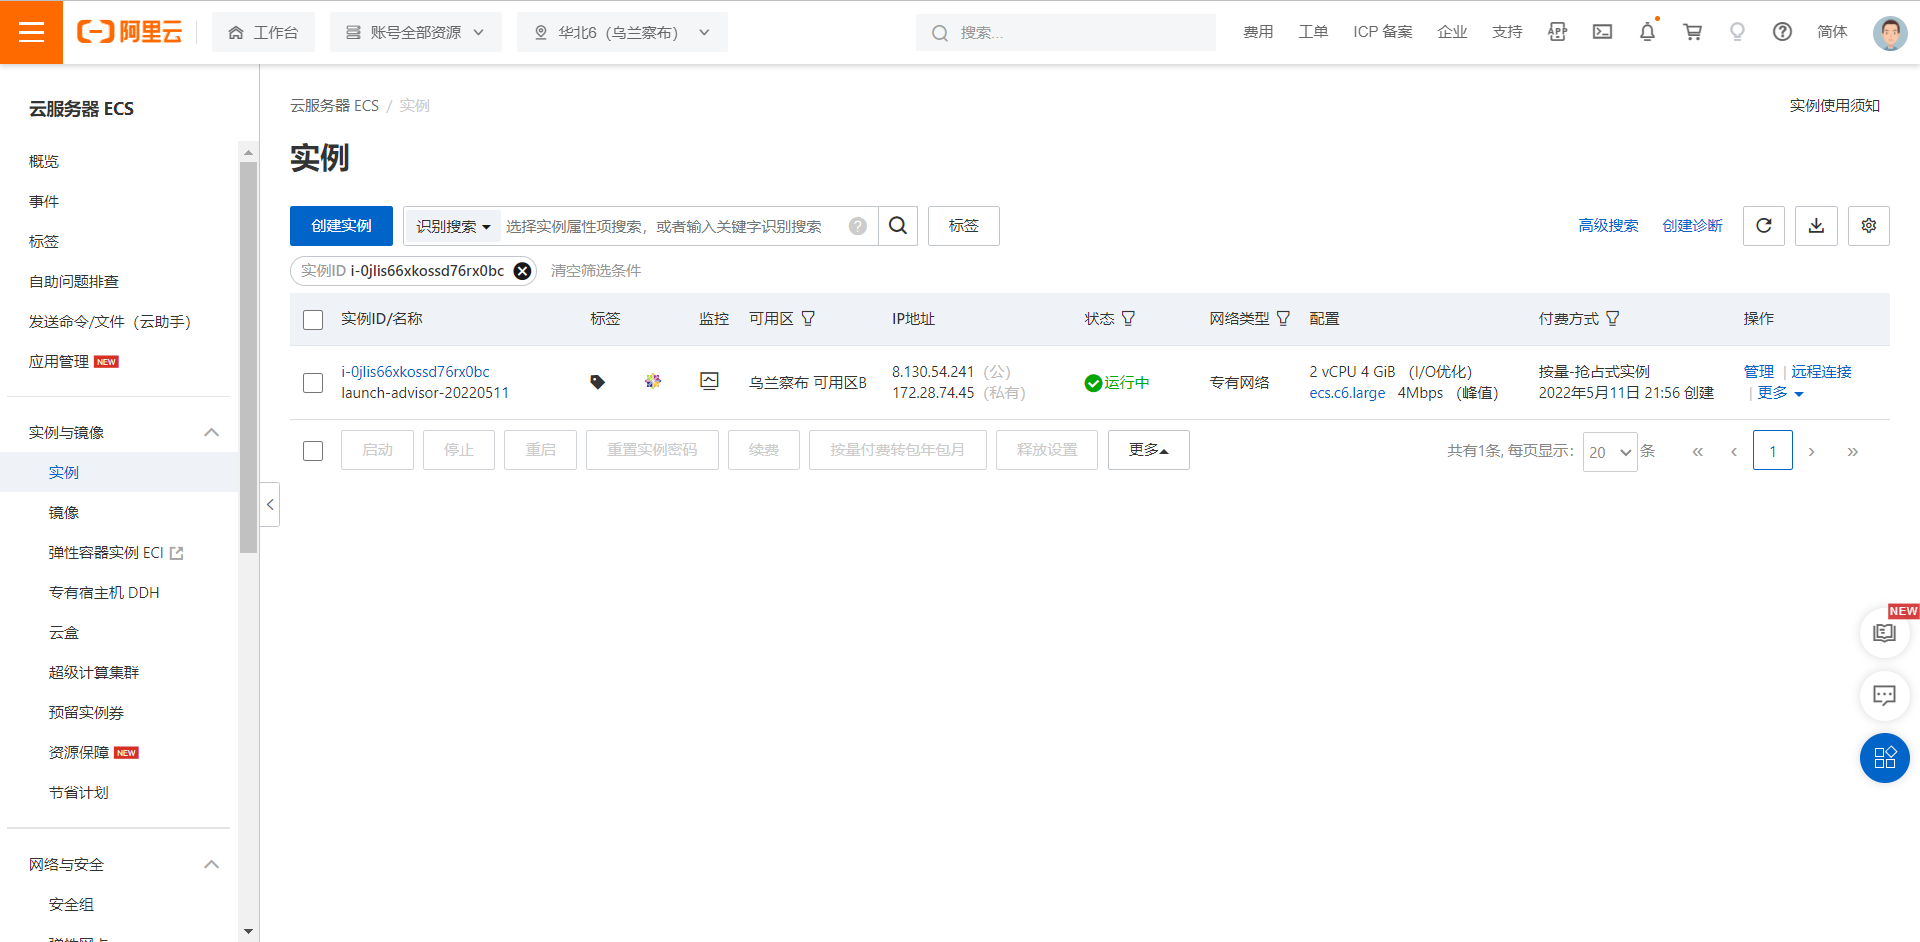 阿里云
工作台
账号全部资源
华北6（乌兰察布）
搜索...
费用
工单
ICP 备案
企业
支持
APP
简体
云服务器 ECS
概览
事件
标签
自助问题排查
发送命令/文件（云助手）
应用管理 NEW
实例与镜像
实例
镜像
弹性容器实例 ECI
专有宿主机 DDH
云盒
超级计算集群
预留实例券
资源保障 NEW
节省计划
网络与安全
安全组
云服务器 ECS / 实例
实例使用须知
实例
创建实例
识别搜索
选择实例属性项搜索，或者输入关键字识别搜索
标签
高级搜索
创建诊断
实例ID i-0jlis66xkossd76rx0bc
清空筛选条件
实例ID/名称 标签 监控 可用区 IP地址 状态 网络类型 配置 付费方式 操作
i-0jlis66xkossd76rx0bc
launch-advisor-20220511
乌兰察布 可用区B
8.130.54.241 （公）
172.28.74.45 （私有）
运行中
专有网络
2 vCPU 4 GiB （I/O优化）
ecs.c6.large 4Mbps （峰值）
按量-抢占式实例
2022年5月11日 21:56 创建
管理 | 远程连接
| 更多
启动
停止
重启
重置实例密码
续费
按量付费转包年包月
释放设置
更多
共有1条, 每页显示: 20 条
« ‹ 1 › »
NEW